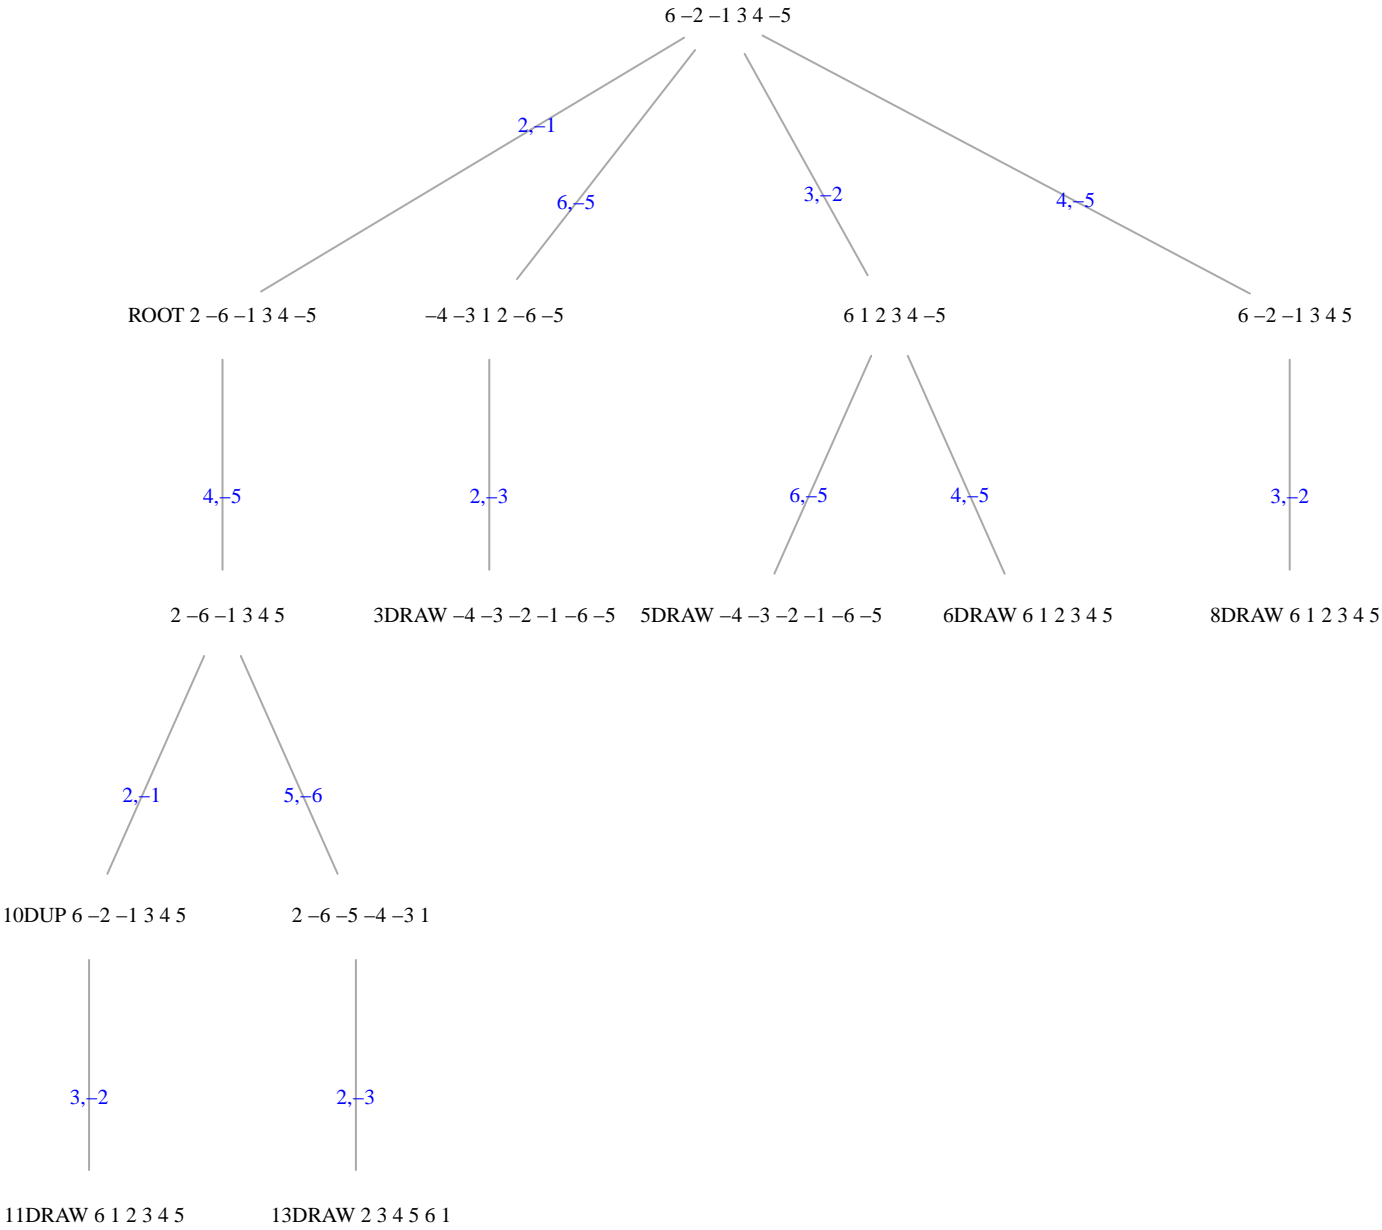 6 –2 –1 3 4 –5
2,–1
6,–5
3,–2
4,–5
ROOT 2 –6 –1 3 4 –5
–4 –3 1 2 –6 –5
6 1 2 3 4 –5
6 –2 –1 3 4 5
4,–5
2,–3
6,–5
4,–5
3,–2
2 –6 –1 3 4 5
3DRAW –4 –3 –2 –1 –6 –5
5DRAW –4 –3 –2 –1 –6 –5
6DRAW 6 1 2 3 4 5
8DRAW 6 1 2 3 4 5
2,–1
5,–6
10DUP 6 –2 –1 3 4 5
2 –6 –5 –4 –3 1
3,–2
2,–3
11DRAW 6 1 2 3 4 5
13DRAW 2 3 4 5 6 1